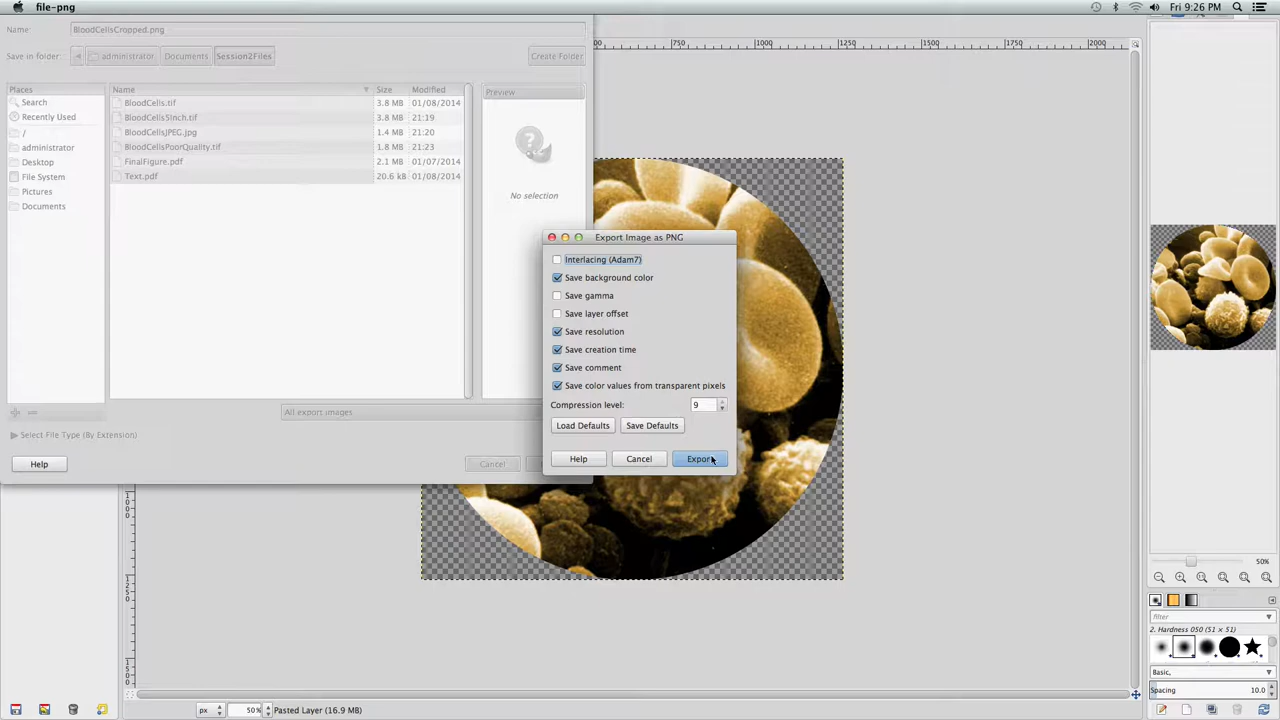 file-png
Fri 9:26 PM
Name:
BloodCellsCropped.png
Save in folder:
administrator
Documents
Session2Files
Create Folder
Places
Search
Recently Used
/
administrator
Desktop
File System
Pictures
Documents
Name Size Modified
BloodCells.tif 3.8 MB 01/08/2014
BloodCells5Inch.tif 3.8 MB 21:19
BloodCellsJPEG.jpg 1.4 MB 21:20
BloodCellsPoorQuality.tif 1.8 MB 21:23
FinalFigure.pdf 2.1 MB 01/07/2014
Text.pdf 20.6 kB 01/08/2014
Preview
No selection
All export images
Select File Type (By Extension)
Help
Cancel
Export Image as PNG
Interlacing (Adam7)
Save background color
Save gamma
Save layer offset
Save resolution
Save creation time
Save comment
Save color values from transparent pixels
Compression level: 9
Load Defaults
Save Defaults
Help
Cancel
Export
750 1000 1250 1500 1750 2000
1000
1250
1500
px 50% Pasted Layer (16.9 MB)
50%
filter
2. Hardness 050 (51 × 51)
Basic,
Spacing 10.0